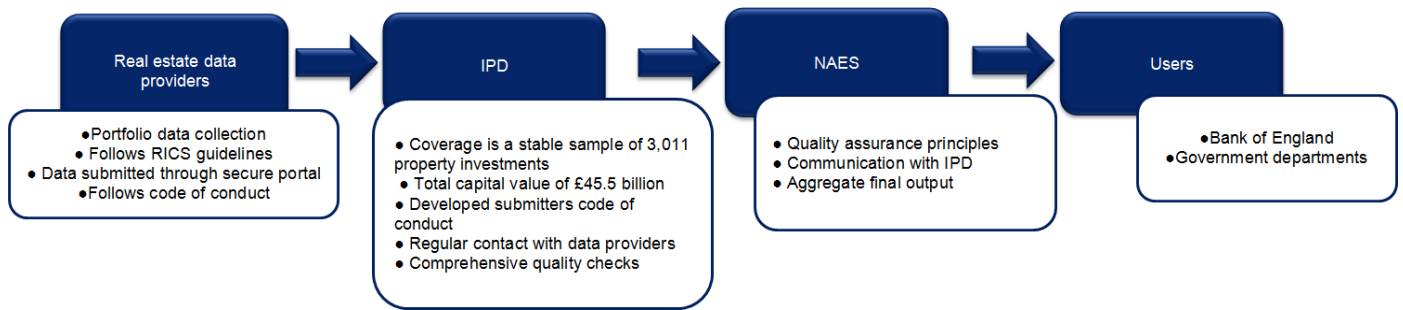 Real estate data
providers
●Portfolio data collection
●Follows RICS guidelines
● Data submitted through secure portal
●Follows code of conduct
IPD
● Coverage is a stable sample of 3,011
property investments
● Total capital value of £45.5 billion
● Developed submitters code of
conduct
● Regular contact with data providers
● Comprehensive quality checks
NAES
● Quality assurance principles
● Communication with IPD
● Aggregate final output
Users
●Bank of England
●Government departments